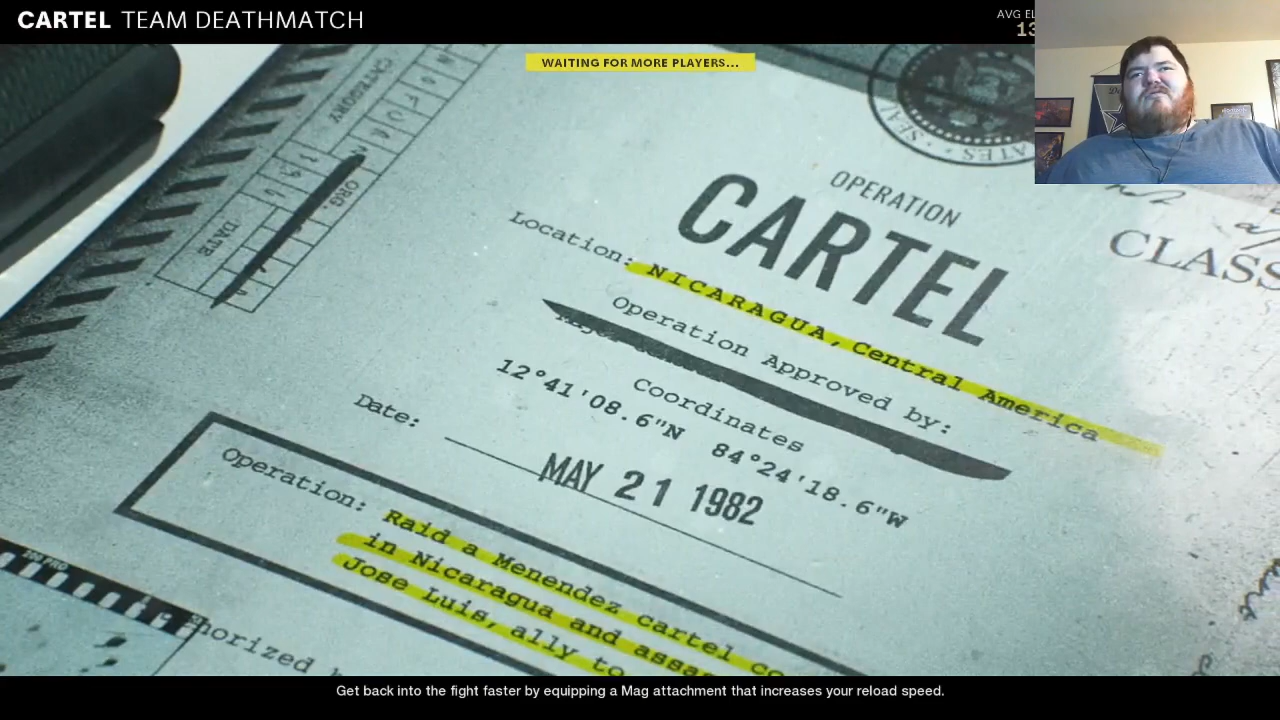 CARTEL TEAM DEATHMATCH
AVG
13
WAITING FOR MORE PLAYERS...
CATEGORY
ORG.
DATE
OPERATION
CARTEL
CLASS
Location: NICARAGUA, Central America
Operation Approved by:
Coordinates
12°41'08.6"N 84°24'18.6"W
Date:
MAY 21 1982
Operation: Raid a Menendez cartel co
in Nicaragua and assa
Jose Luis, ally to
Get back into the fight faster by equipping a Mag attachment that increases your reload speed.